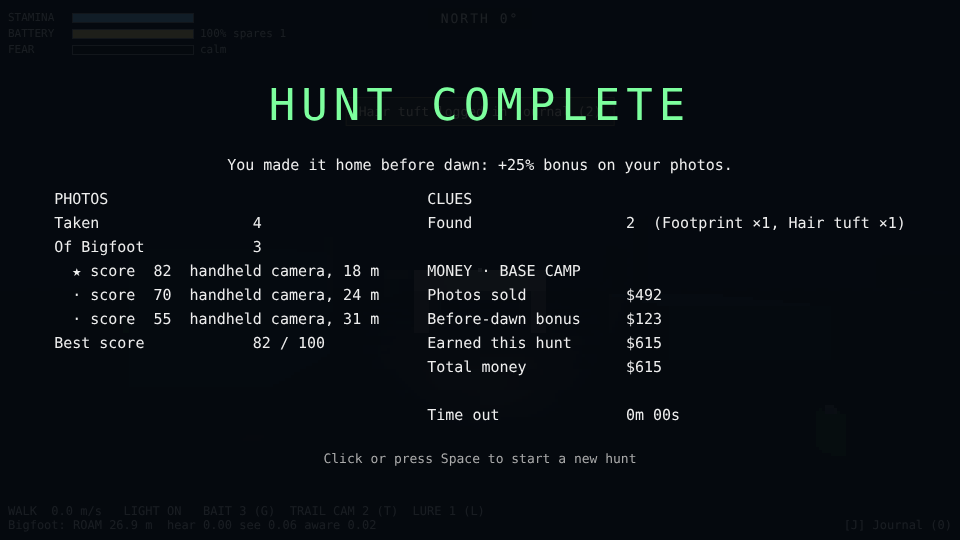 STAMINA
BATTERY 100% spares 1
FEAR calm
NORTH 0°
HUNT COMPLETE
You made it home before dawn: +25% bonus on your photos.
PHOTOS
Taken 4
Of Bigfoot 3
★ score 82 handheld camera, 18 m
· score 70 handheld camera, 24 m
· score 55 handheld camera, 31 m
Best score 82 / 100
CLUES
Found 2 (Footprint ×1, Hair tuft ×1)
MONEY · BASE CAMP
Photos sold $492
Before-dawn bonus $123
Earned this hunt $615
Total money $615
Time out 0m 00s
Click or press Space to start a new hunt
WALK 0.0 m/s LIGHT ON BAIT 3 (G) TRAIL CAM 2 (T) LURE 1 (L)
Bigfoot: ROAM 26.9 m hear 0.00 see 0.06 aware 0.02
[J] Journal (0)